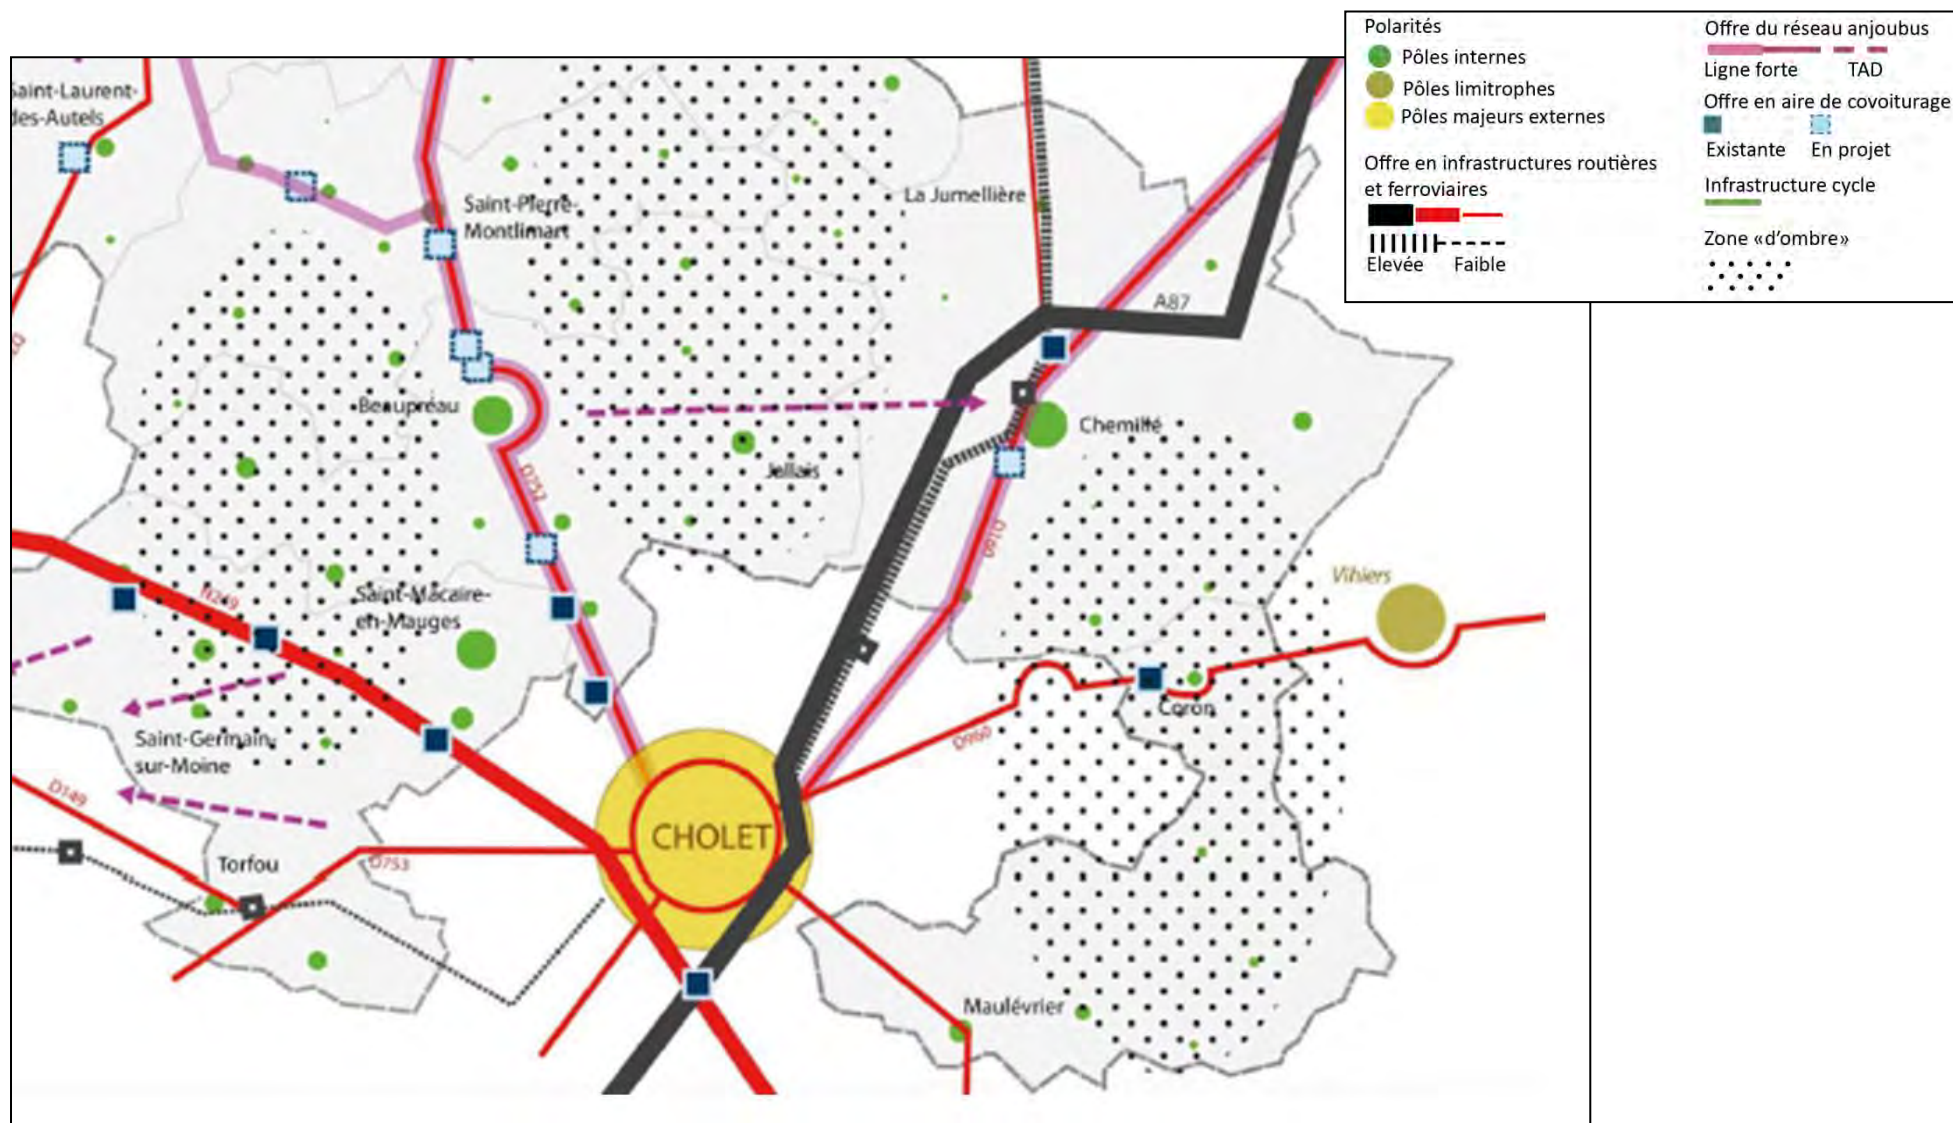 Polarités
Pôles internes
Pôles limitrophes
Pôles majeurs externes
Offre en infrastructures routières
et ferroviaires
Elevée Faible
Offre du réseau anjoubus
Ligne forte TAD
Offre en aire de covoiturage
Existante En projet
Infrastructure cycle
Zone «d’ombre»
Saint-Laurent-
des-Autels
Saint-Pierre-
Montlimart
La Jumellière
A87
Beaupréau
Chemillé
Jallais
D752
D910
Vihiers
N249
Saint-Macaire-
en-Mauges
Coron
Saint-Germain-
sur-Moine
D960
D149
CHOLET
Torfou
D753
Maulévrier